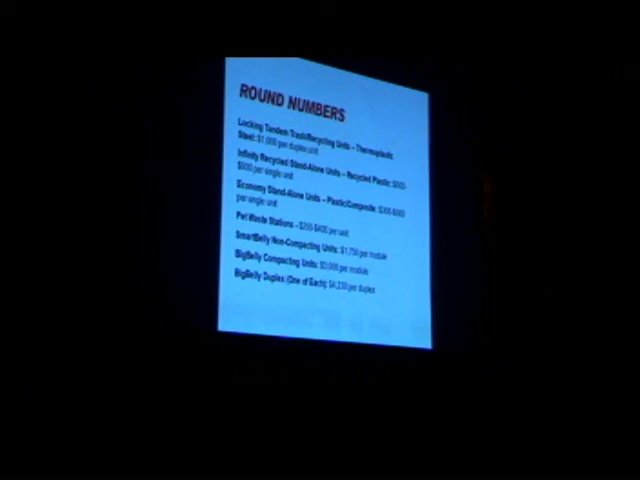 ROUND NUMBERS
Locking Tandem Trash/Recycling Units – Thermoplastic
Steel: $1,000 per duplex unit
Infinity Recycled Stand-Alone Units – Recycled Plastic:
per single unit
Economy Stand-Alone Units – Plastic/Composite:
per single unit
Pet Waste Stations – per unit
SmartBelly Non-Compacting Units: $1,750 per module
BigBelly Compacting Units: $3,000 per module
BigBelly Duplex (One of Each): per duplex